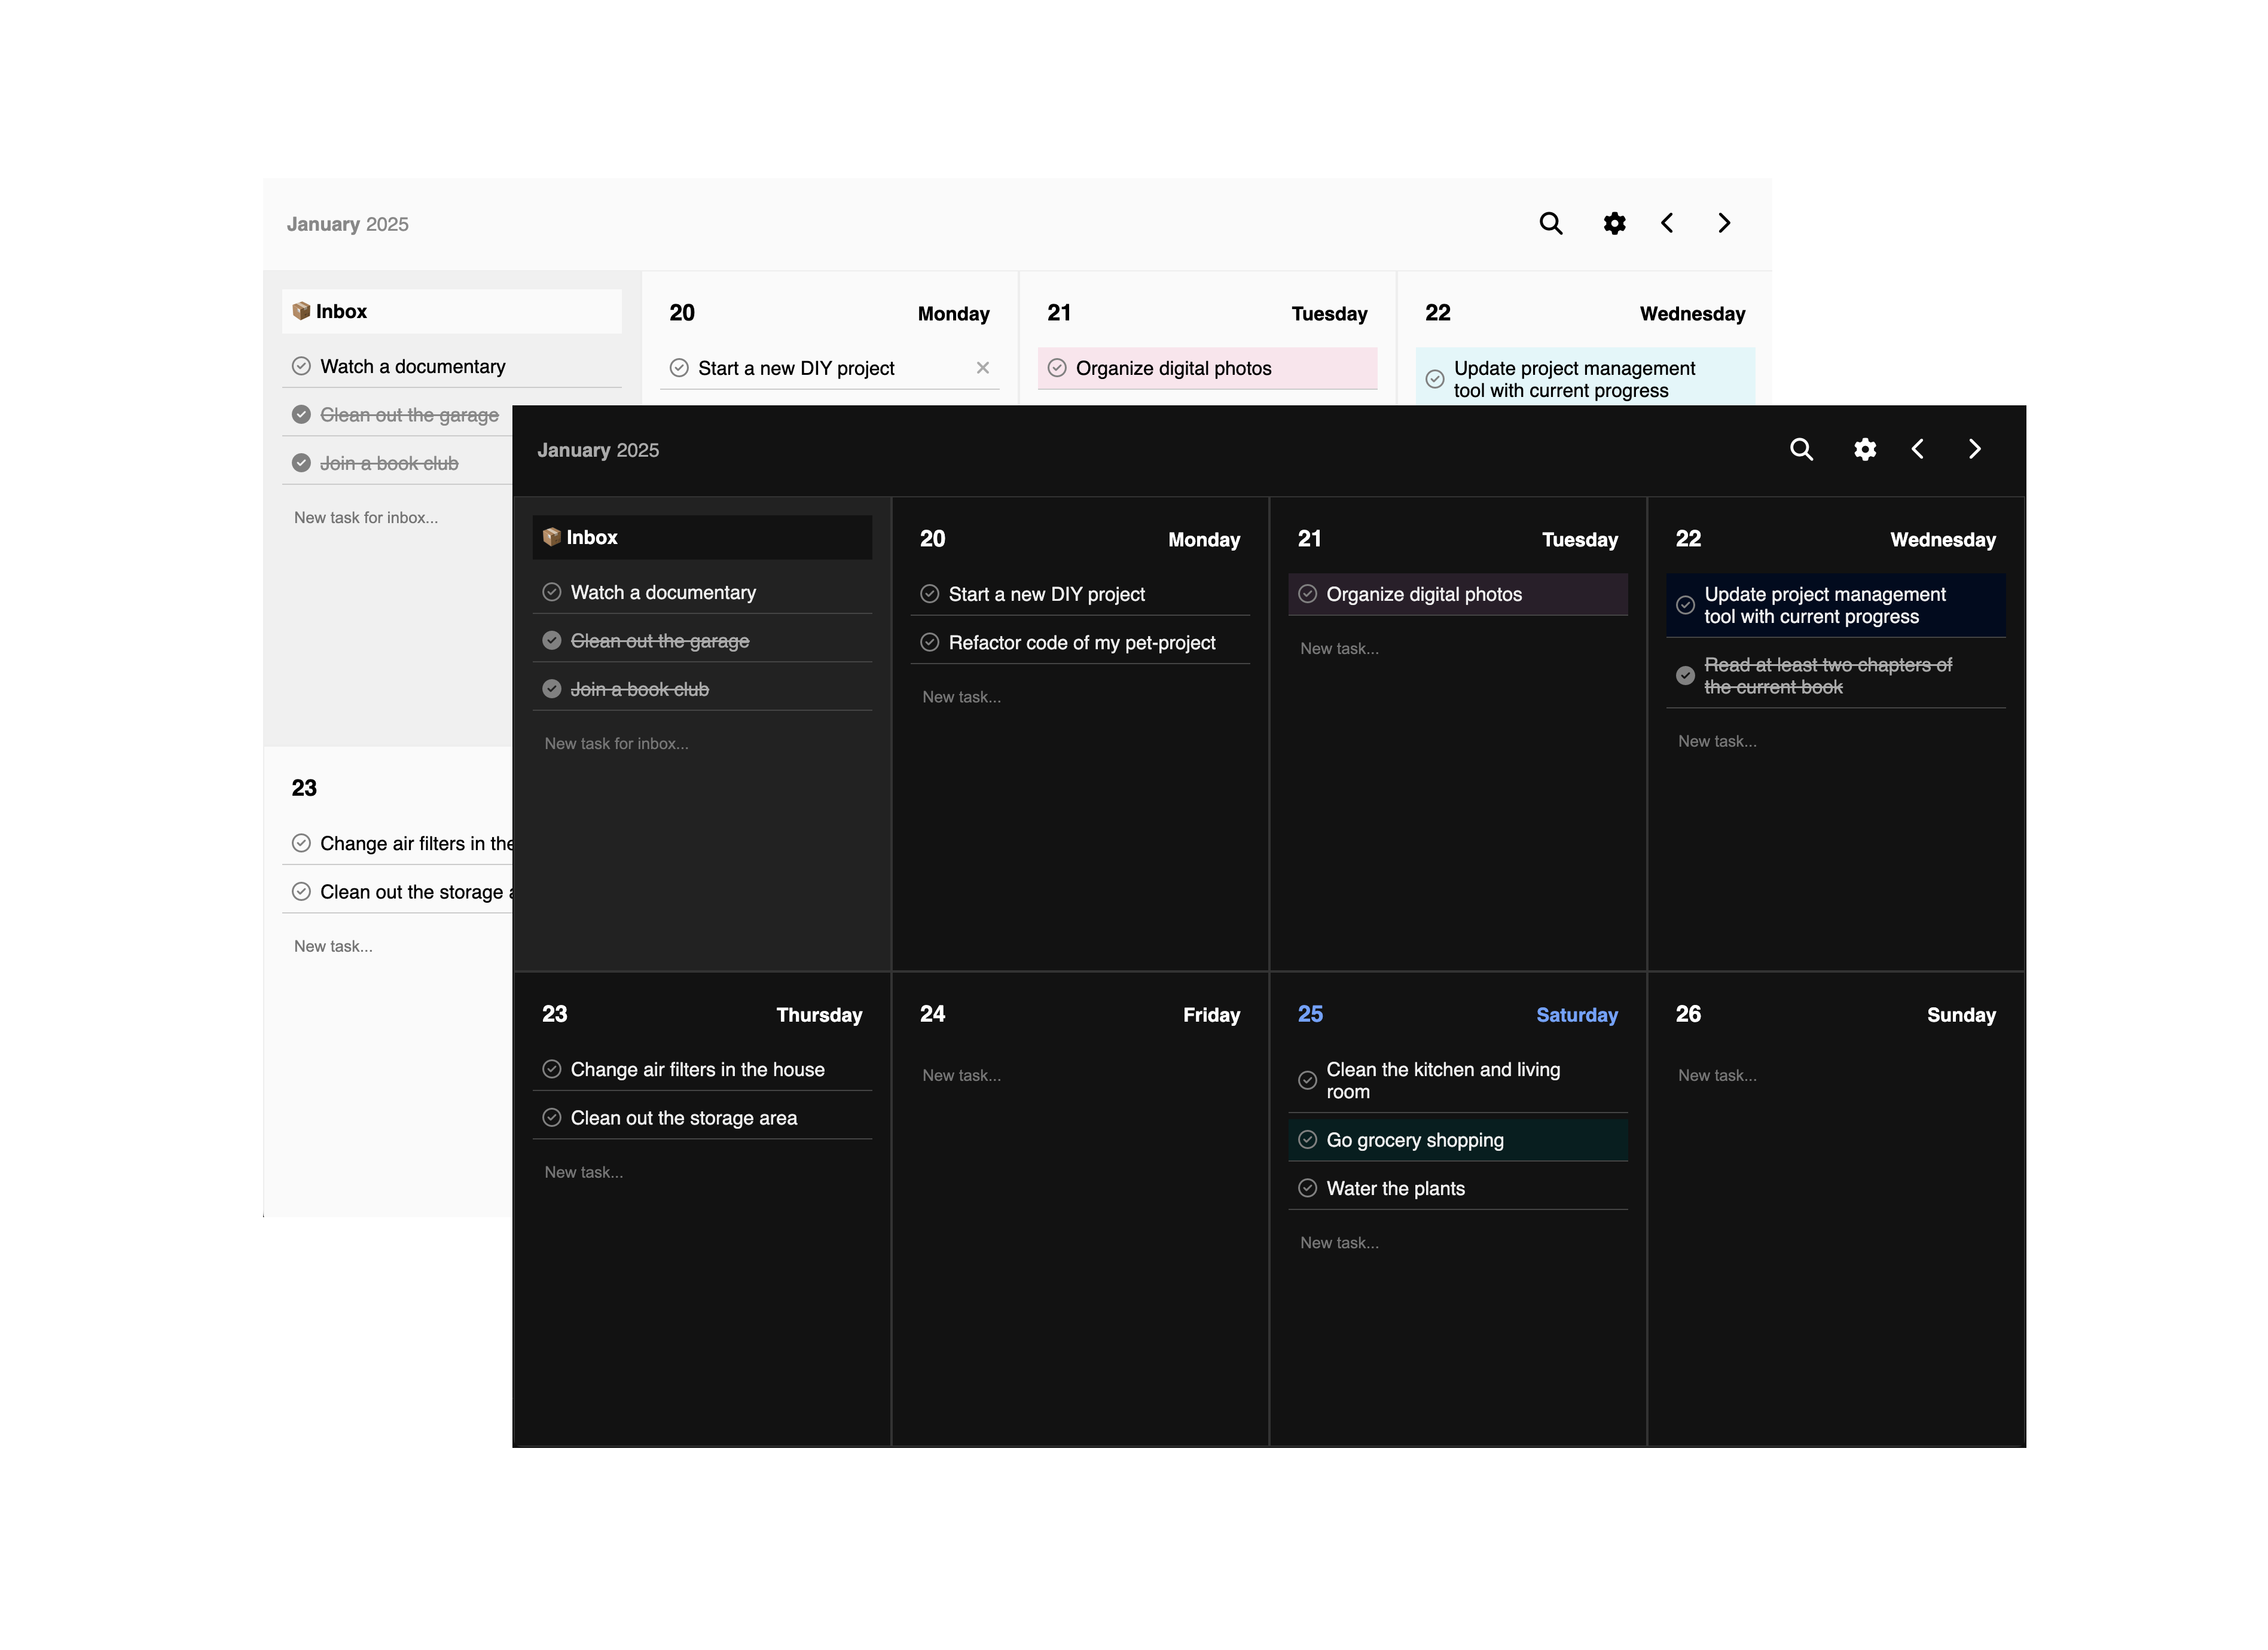 January 2025
📦 Inbox
Watch a documentary
Clean out the garage
Join a book club
New task for inbox...
20 Monday
Start a new DIY project
21 Tuesday
Organize digital photos
22 Wednesday
Update project management
tool with current progress
23
Change air filters in the
Clean out the storage
New task...
January 2025
📦 Inbox
Watch a documentary
Clean out the garage
Join a book club
New task for inbox...
20 Monday
Start a new DIY project
Refactor code of my pet-project
New task...
21 Tuesday
Organize digital photos
New task...
22 Wednesday
Update project management
tool with current progress
Read at least two chapters of
the current book
New task...
23 Thursday
Change air filters in the house
Clean out the storage area
New task...
24 Friday
New task...
25 Saturday
Clean the kitchen and living
room
Go grocery shopping
Water the plants
New task...
26 Sunday
New task...